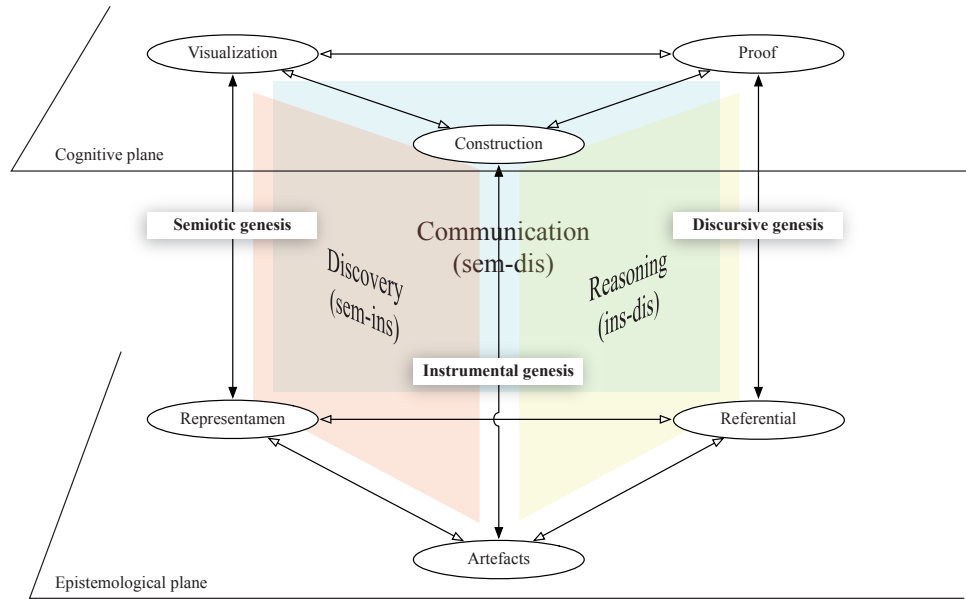 Visualization
Proof
Construction
Cognitive plane
Semiotic genesis
Discursive genesis
Communication
(sem-dis)
Discovery
(sem-ins)
Reasoning
(ins-dis)
Instrumental genesis
Representamen
Referential
Artefacts
Epistemological plane